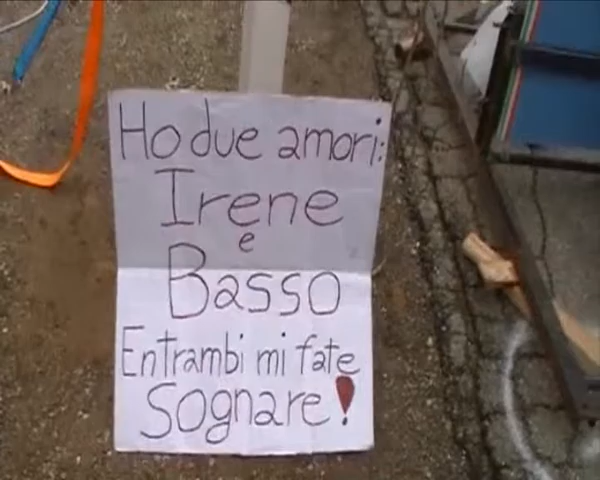 Ho due amori:
Irene
e
Basso
Entrambi mi fate
Sognare!